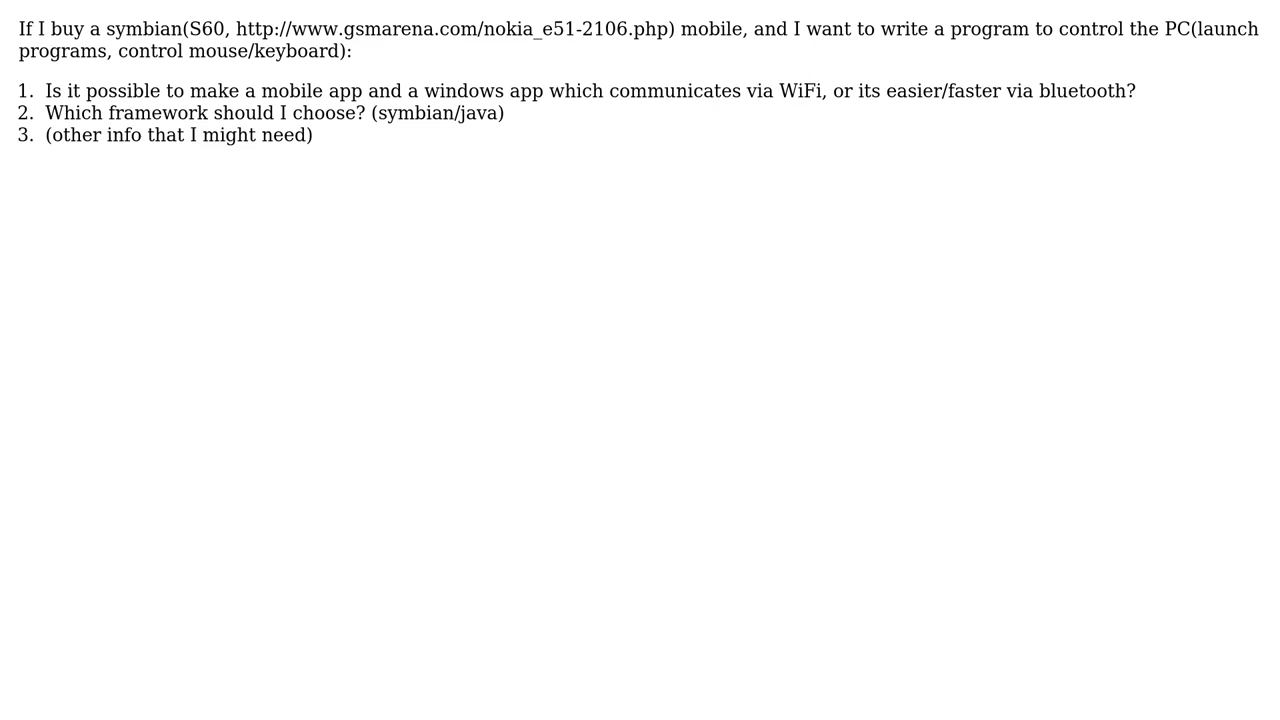 If I buy a symbian(S60, http://www.gsmarena.com/nokia_e51-2106.php) mobile, and I want to write a program to control the PC(launch
programs, control mouse/keyboard):
1. Is it possible to make a mobile app and a windows app which communicates via WiFi, or its easier/faster via bluetooth?
2. Which framework should I choose? (symbian/java)
3. (other info that I might need)